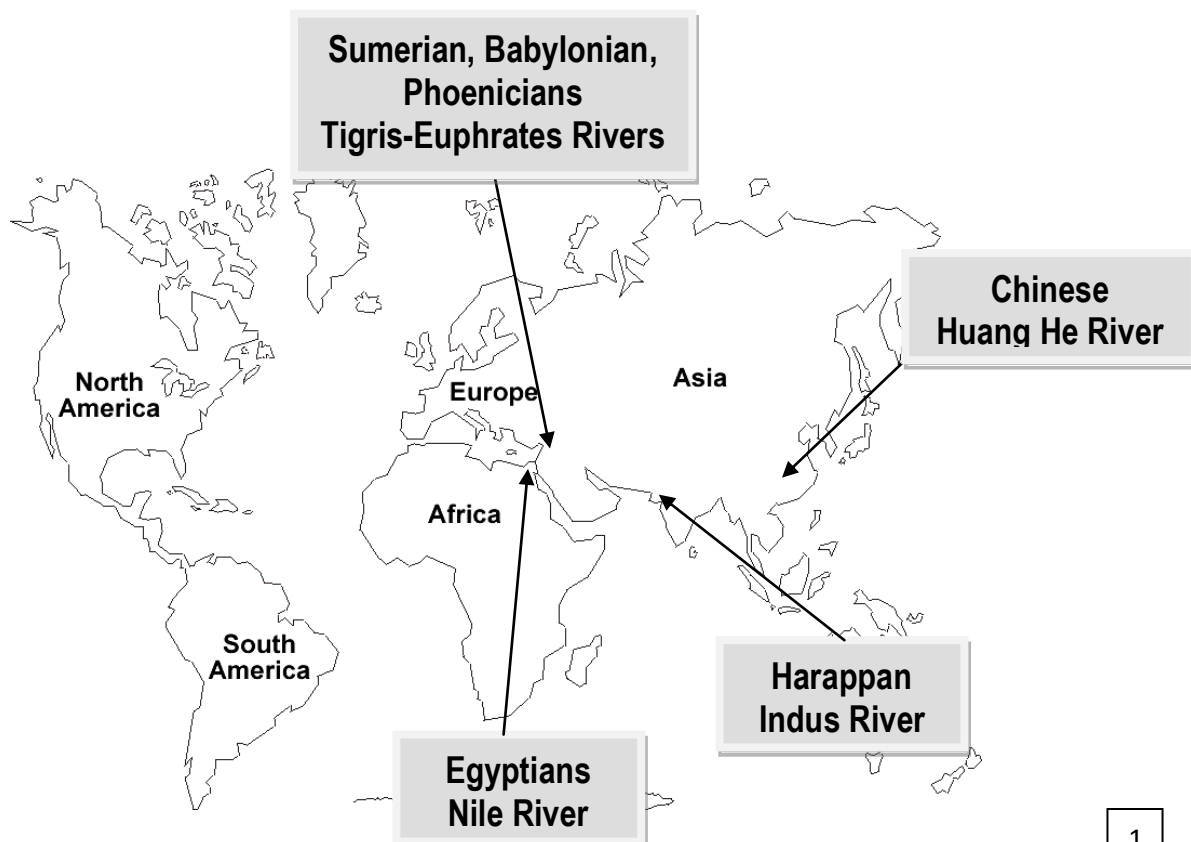 Sumerian, Babylonian,
Phoenicians
Tigris-Euphrates Rivers
Chinese
Huang He River
North
America
Europe
Asia
Africa
South
America
Harappan
Indus River
Egyptians
Nile River
1